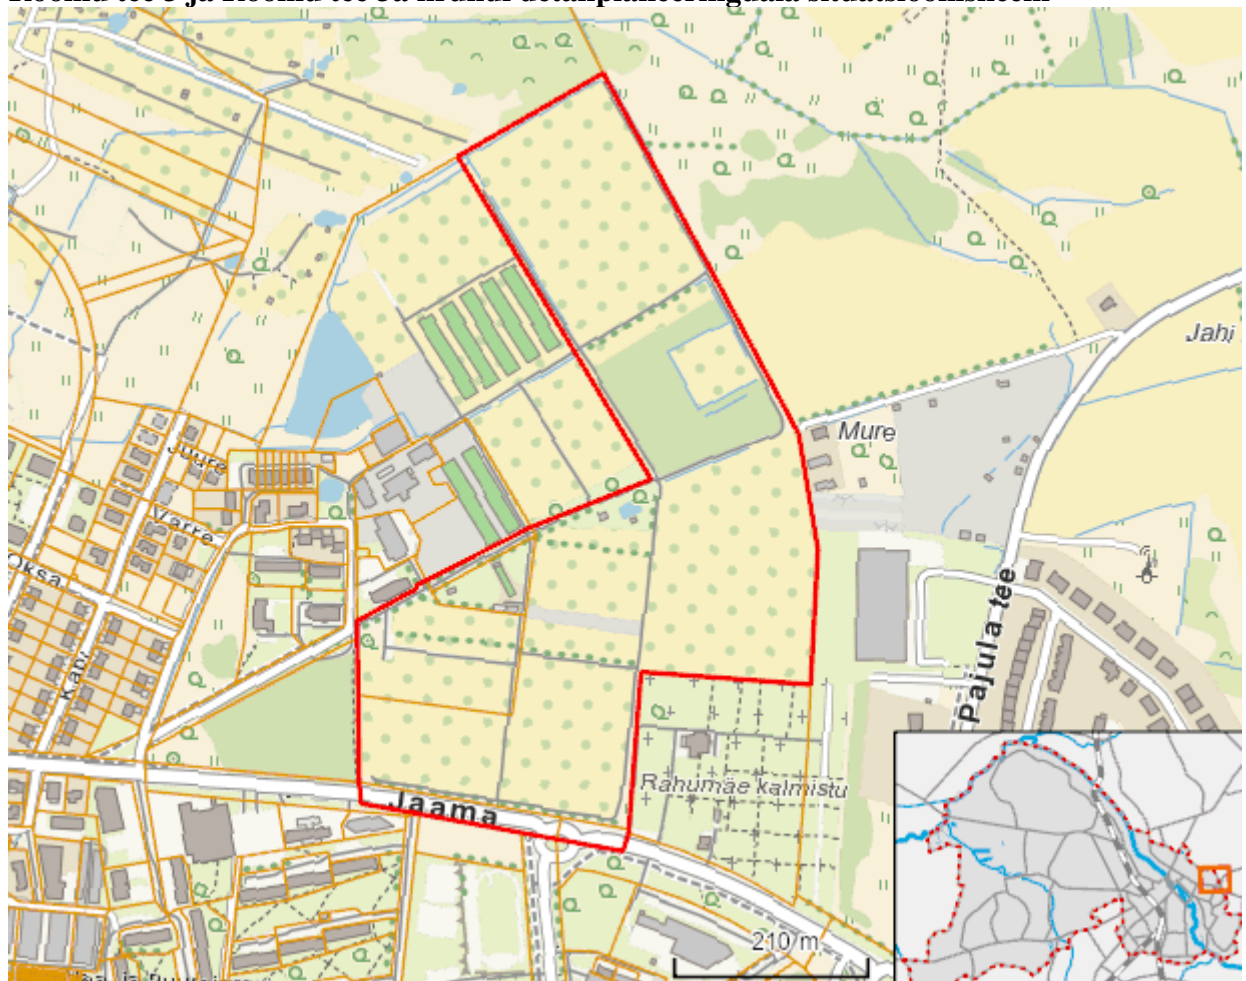 Jahi
Mure
Juure
Varre
Oksa
Kapi
Pajula tee
Rahumäe kalmistu
Jaama
210 m